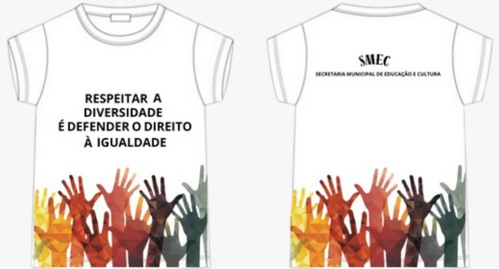 RESPEITAR A
DIVERSIDADE
É DEFENDER O DIREITO
À IGUALDADE
SMEC
SECRETARIA MUNICIPAL DE EDUCAÇÃO E CULTURA